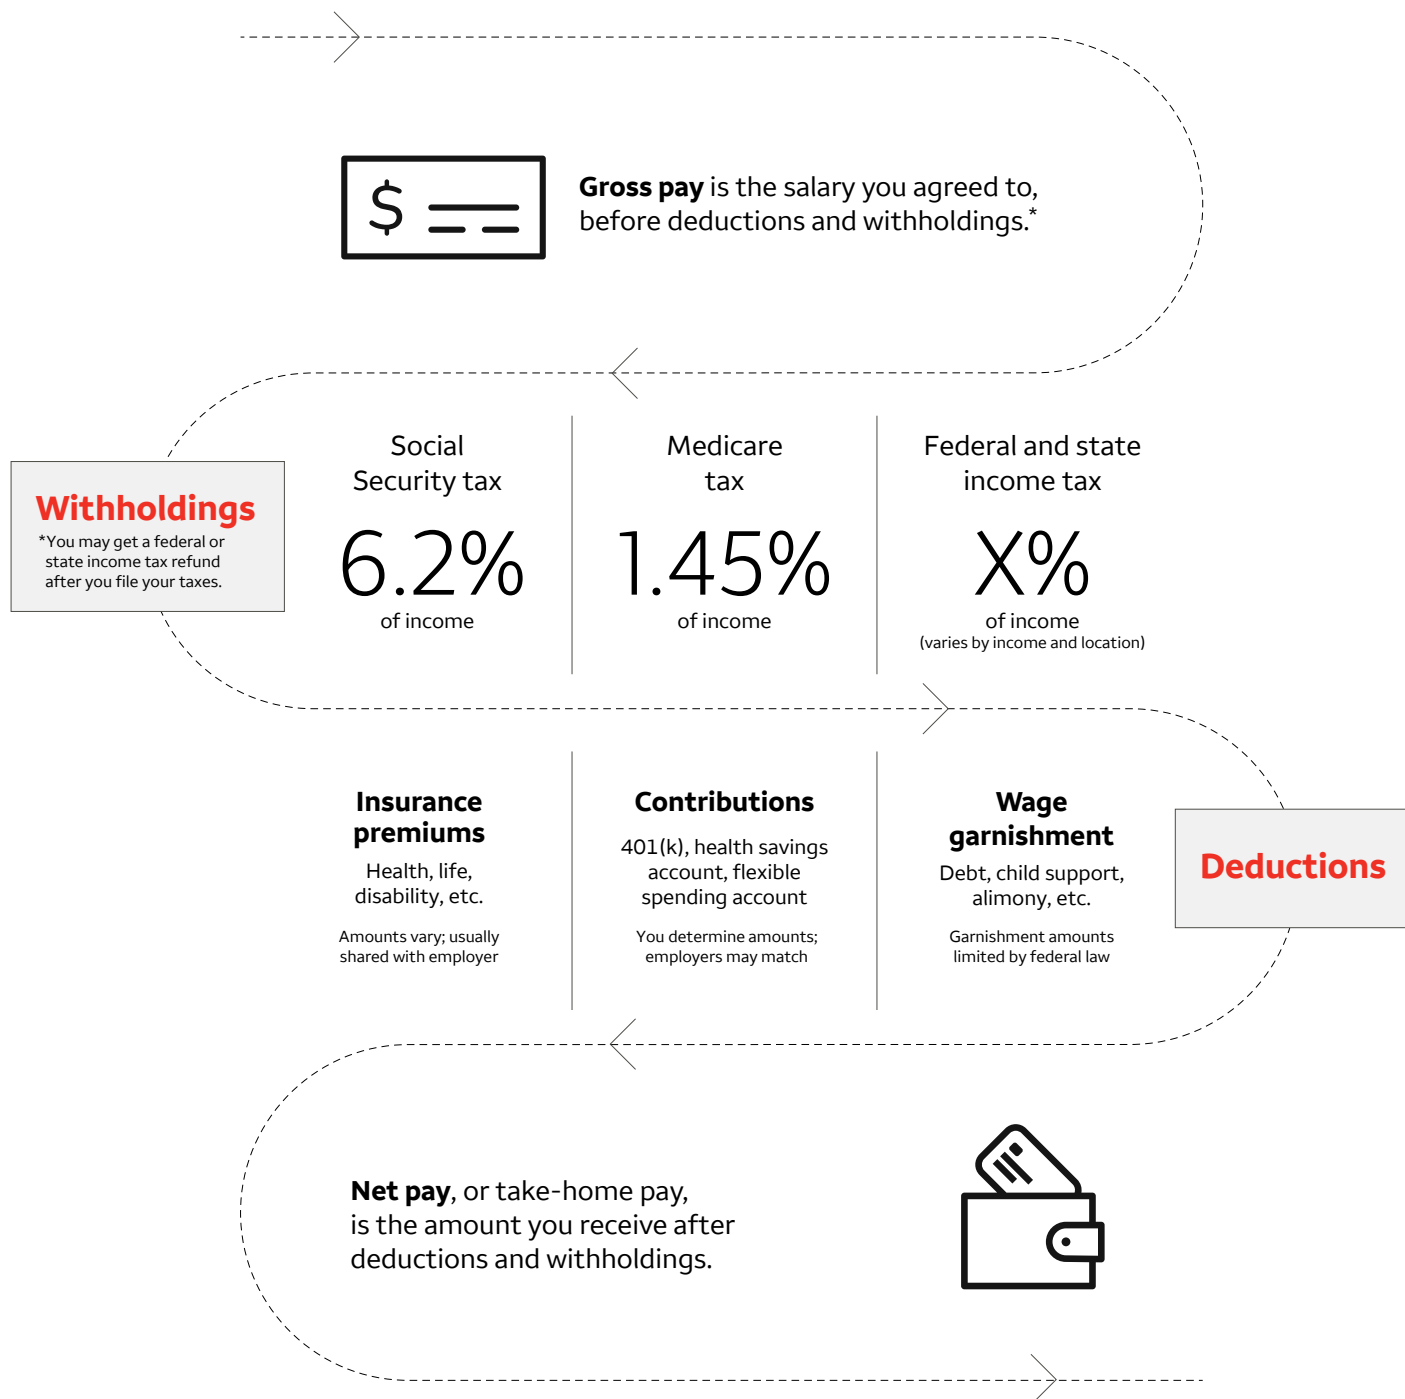 $
Gross pay is the salary you agreed to,
before deductions and withholdings.*
Withholdings
*You may get a federal or
state income tax refund
after you file your taxes.
Social
Security tax
6.2%
of income
Medicare
tax
1.45%
of income
Federal and state
income tax
X%
of income
(varies by income and location)
Insurance
premiums
Health, life,
disability, etc.
Amounts vary; usually
shared with employer
Contributions
401(k), health savings
account, flexible
spending account
You determine amounts;
employers may match
Wage
garnishment
Debt, child support,
alimony, etc.
Garnishment amounts
limited by federal law
Deductions
Net pay, or take-home pay,
is the amount you receive after
deductions and withholdings.